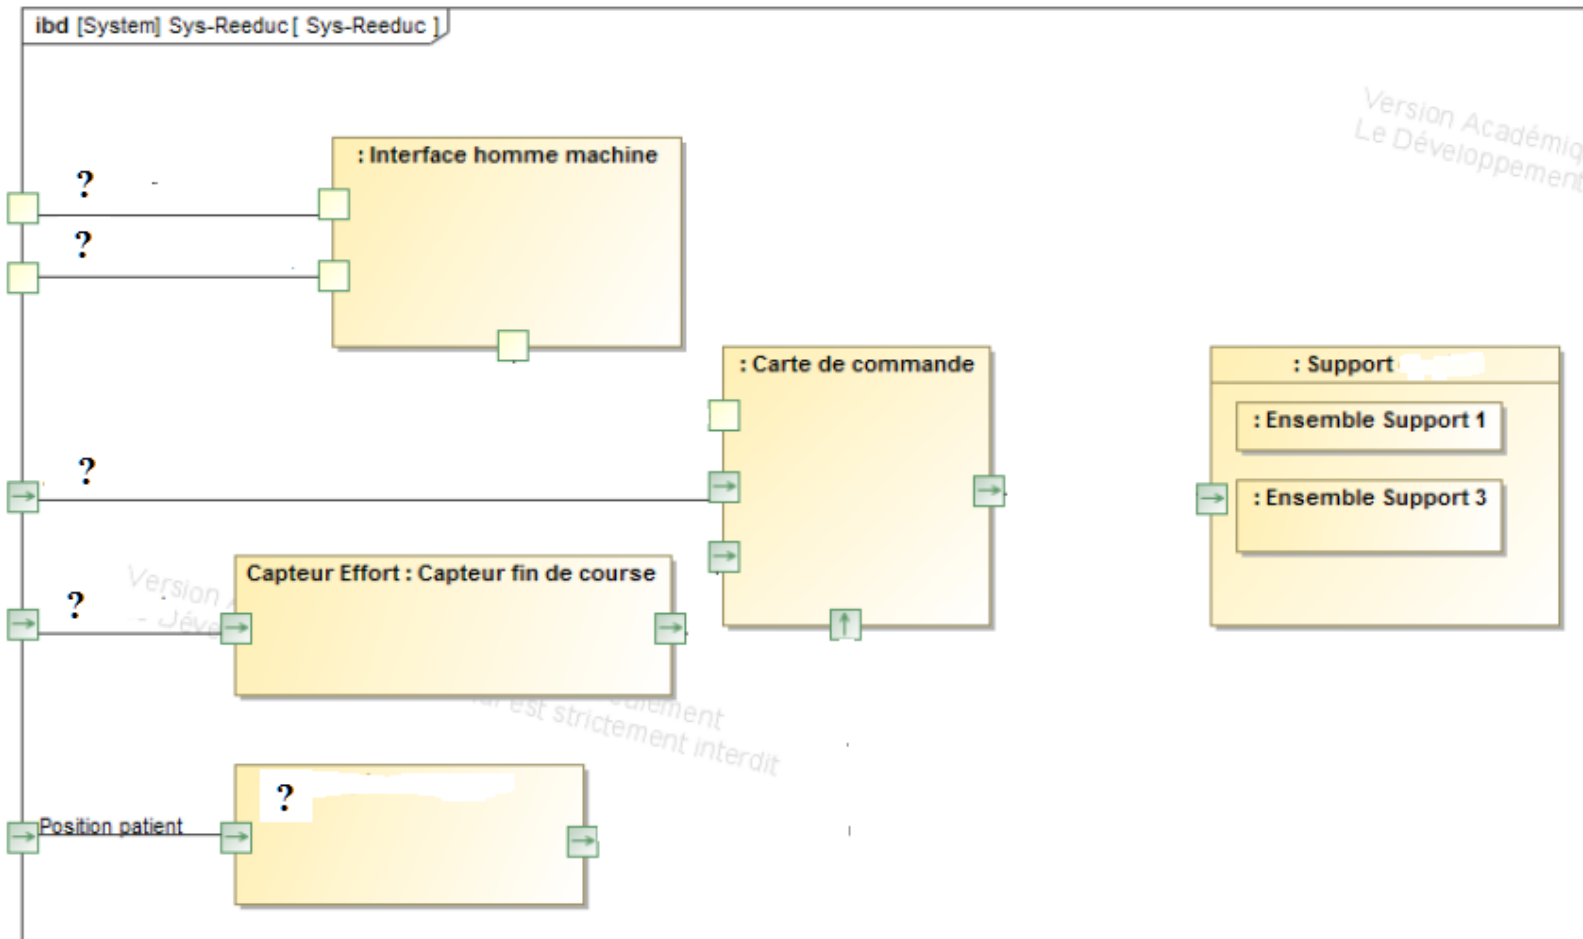 ibd [System] Sys-Reeduc [ Sys-Reeduc ]
Version Académiq
Le Développement
: Interface homme machine
?
?
: Carte de commande
: Support
: Ensemble Support 1
?
: Ensemble Support 3
Capteur Effort : Capteur fin de course
Version
?
est strictement interdit
?
Position patient